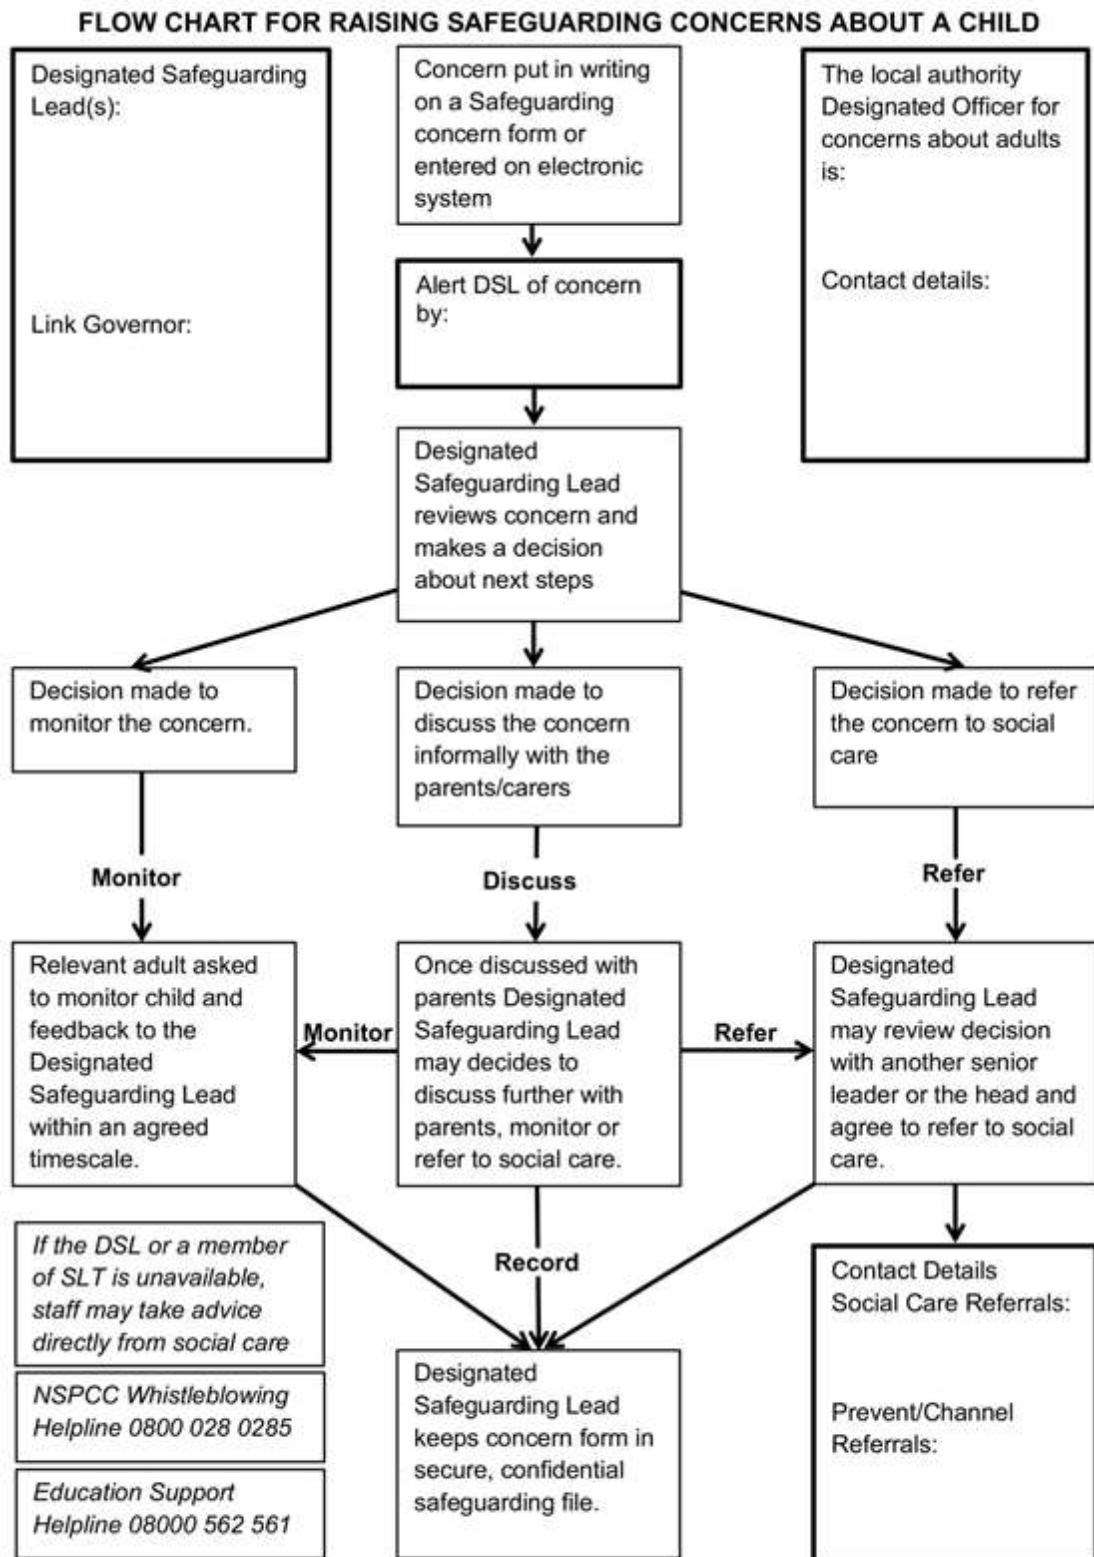 FLOW CHART FOR RAISING SAFEGUARDING CONCERNS ABOUT A CHILD
Designated Safeguarding
Lead(s):
Link Governor:
Concern put in writing
on a Safeguarding
concern form or
entered on electronic
system
The local authority
Designated Officer for
concerns about adults
is:
Contact details:
Alert DSL of concern
by:
Designated
Safeguarding Lead
reviews concern and
makes a decision
about next steps
Decision made to
monitor the concern.
Decision made to
discuss the concern
informally with the
parents/carers
Decision made to refer
the concern to social
care
Monitor
Discuss
Refer
Relevant adult asked
to monitor child and
feedback to the
Designated
Safeguarding Lead
within an agreed
timescale.
Monitor
Once discussed with
parents Designated
Safeguarding Lead
may decides to
discuss further with
parents, monitor or
refer to social care.
Refer
Designated
Safeguarding Lead
may review decision
with another senior
leader or the head and
agree to refer to social
care.
If the DSL or a member
of SLT is unavailable,
staff may take advice
directly from social care
Record
Contact Details
Social Care Referrals:
Prevent/Channel
Referrals:
NSPCC Whistleblowing
Helpline 0800 028 0285
Designated
Safeguarding Lead
keeps concern form in
secure, confidential
safeguarding file.
Education Support
Helpline 08000 562 561